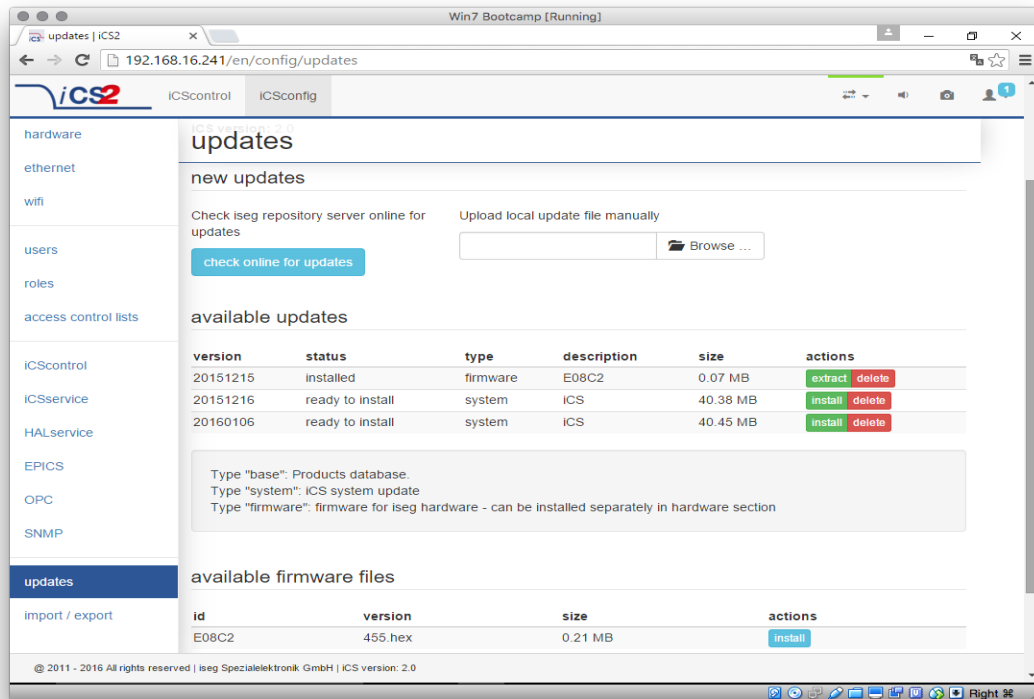 Win7 Bootcamp [Running]
iCS updates | iCS2
192.168.16.241/en/config/updates
iCS2 iCScontrol iCSconfig 1
hardware
ethernet
wifi
users
roles
access control lists
iCScontrol
iCSservice
HALservice
EPICS
OPC
SNMP
updates
import / export
iCS version: 2.0
updates
new updates
Check iseg repository server online for
updates
check online for updates
Upload local update file manually
Browse ...
available updates
version status type description size actions
20151215 installed firmware E08C2 0.07 MB extract delete
20151216 ready to install system iCS 40.38 MB install delete
20160106 ready to install system iCS 40.45 MB install delete
Type "base": Products database.
Type "system": iCS system update
Type "firmware": firmware for iseg hardware - can be installed separately in hardware section
available firmware files
id version size actions
E08C2 455.hex 0.21 MB install
@ 2011 - 2016 All rights reserved | iseg Spezialelektronik GmbH | iCS version: 2.0
Right ⌘